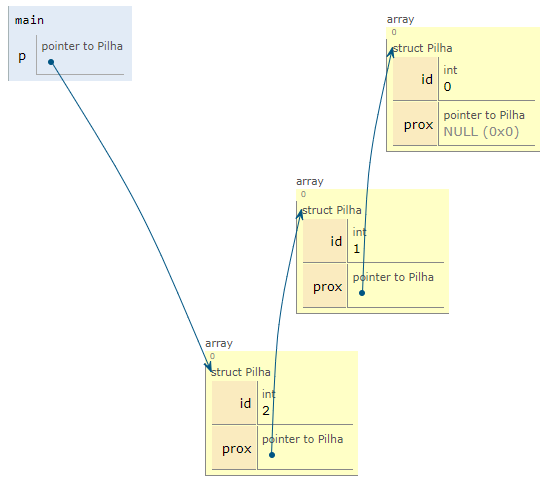 main
p pointer to Pilha
array
0
struct Pilha
id int
0
prox pointer to Pilha
NULL (0x0)
array
0
struct Pilha
id int
1
prox pointer to Pilha
array
0
struct Pilha
id int
2
prox pointer to Pilha